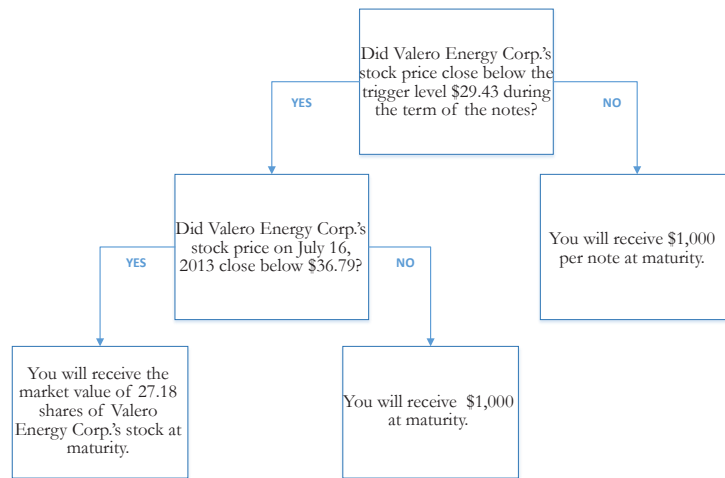 Did Valero Energy Corp.'s
stock price close below the
trigger level $29.43 during
the term of the notes?
YES
NO
Did Valero Energy Corp.'s
stock price on July 16,
2013 close below $36.79?
You will receive $1,000
per note at maturity.
YES
NO
You will receive the
market value of 27.18
shares of Valero
Energy Corp.'s stock at
maturity.
You will receive $1,000
at maturity.